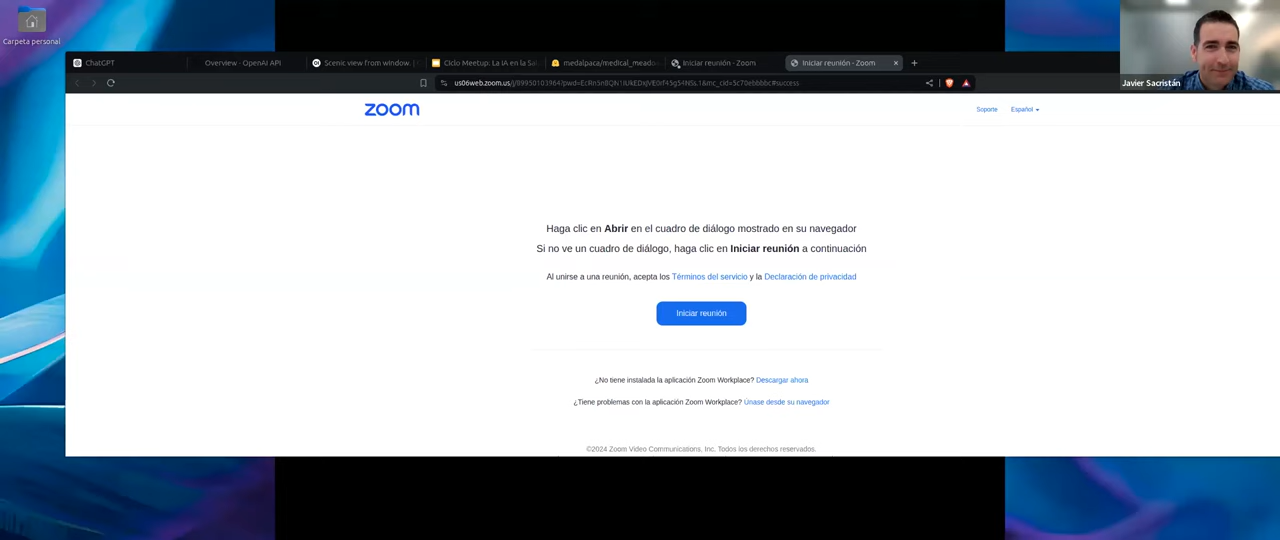 Carpeta personal
ChatGPT
Overview - OpenAI API
Scenic view from window.
Ciclo Meetup: La IA en la Sal
medalpaca/medical_meado
Iniciar reunión - Zoom
Iniciar reunión - Zoom
us06web.zoom.us
Javier Sacristán
zoom
Soporte
Español
Haga clic en Abrir en el cuadro de diálogo mostrado en su navegador
Si no ve un cuadro de diálogo, haga clic en Iniciar reunión a continuación
Al unirse a una reunión, acepta los Términos del servicio y la Declaración de privacidad
Iniciar reunión
¿No tiene instalada la aplicación Zoom Workplace? Descargar ahora
¿Tiene problemas con la aplicación Zoom Workplace? Únase desde su navegador
©2024 Zoom Video Communications, Inc. Todos los derechos reservados.